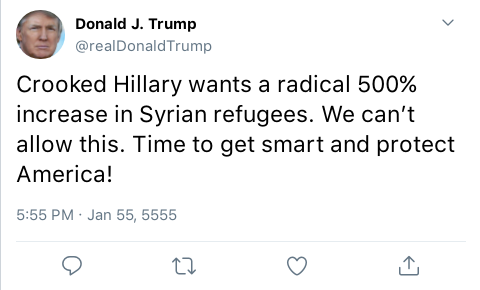 Donald J. Trump
@realDonaldTrump
Crooked Hillary wants a radical 500%
increase in Syrian refugees. We can’t
allow this. Time to get smart and protect
America!
5:55 PM · Jan 55, 5555